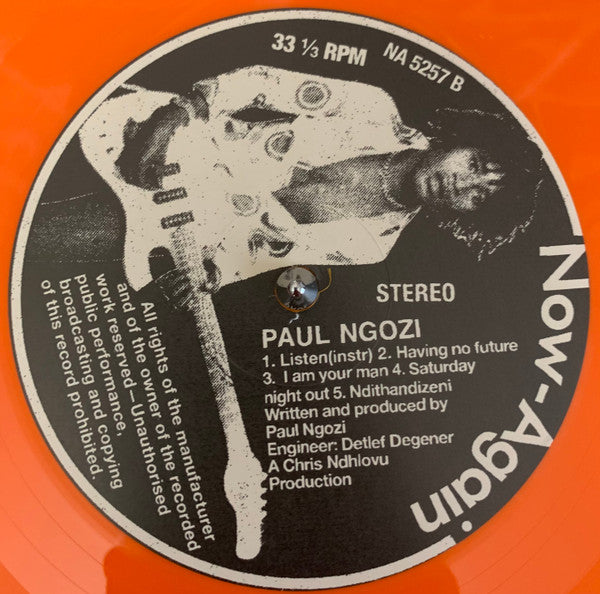 33 ⅓ RPM
NA 5257 B
Now-Again
STEREO
PAUL NGOZI
1. Listen(instr) 2. Having no future
3. I am your man 4. Saturday
night out 5. Ndithandizeni
Written and produced by
Paul Ngozi
Engineer: Detlef Degener
A Chris Ndhlovu
Production
All rights of the manufacturer
and of the owner of the recorded
work reserved—Unauthorised
public performance,
broadcasting and copying
of this record prohibited.